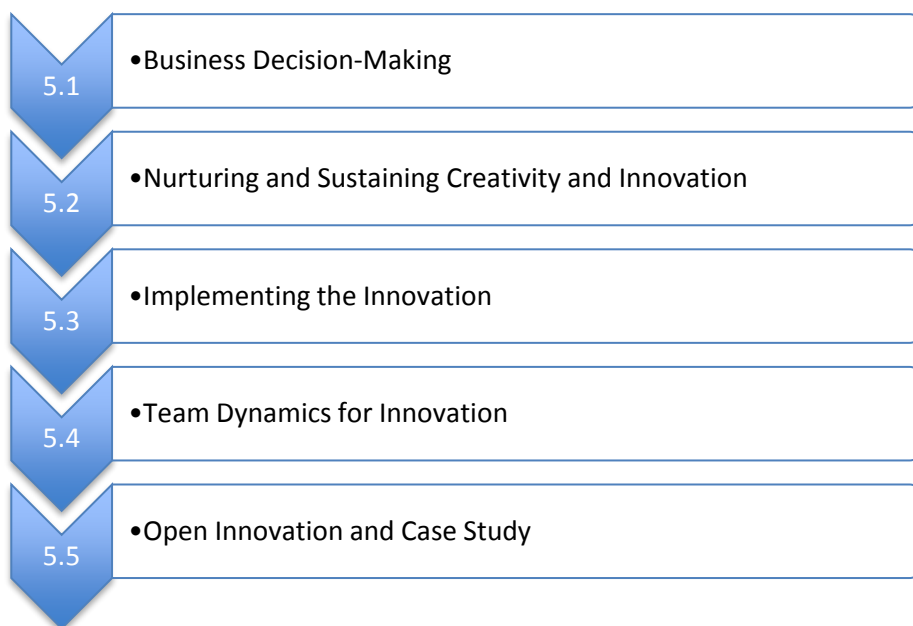 5.1
•Business Decision-Making
5.2
•Nurturing and Sustaining Creativity and Innovation
5.3
•Implementing the Innovation
5.4
•Team Dynamics for Innovation
5.5
•Open Innovation and Case Study